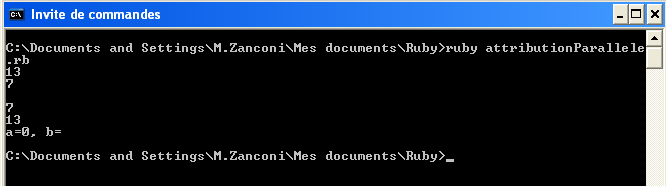 Invite de commandes
C:\Documents and Settings\M.Zanconi\Mes documents\Ruby>ruby attributionParallele
.rb
13
7
7
13
a=0, b=
C:\Documents and Settings\M.Zanconi\Mes documents\Ruby>_